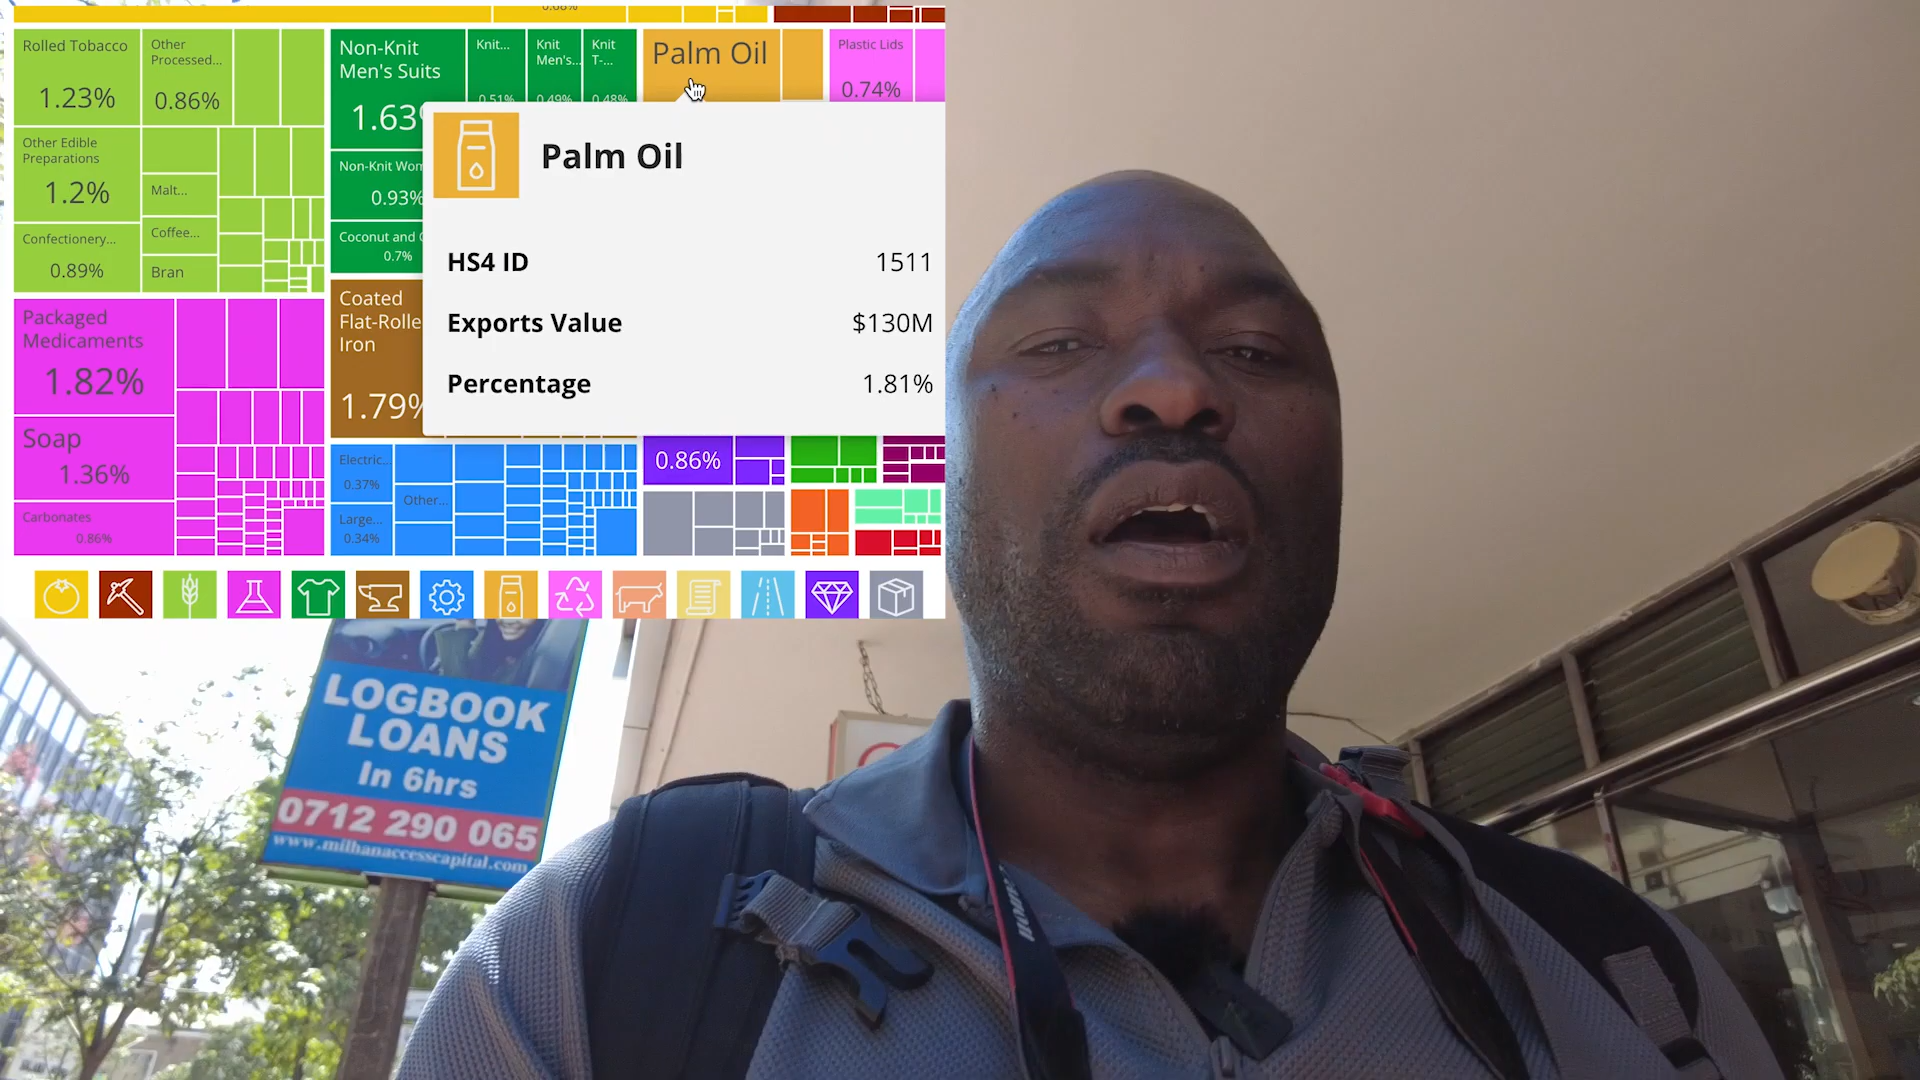 0.68%
Rolled Tobacco
1.23%
Other
Processed...
0.86%
Other Edible
Preparations
1.2%
Malt...
Coffee...
Confectionery...
0.89%
Bran
Packaged
Medicaments
1.82%
Soap
1.36%
Carbonates
0.86%
Non-Knit
Men's Suits
1.63
Knit...
0.51%
Knit
Men's...
0.49%
Knit
T-...
0.48%
Non-Knit Wom
0.93%
Coconut and
0.7%
Coated
Flat-Rolle
Iron
1.79%
Electric...
0.37%
Other...
Large...
0.34%
Palm Oil
Plastic Lids
0.74%
Palm Oil
HS4 ID 1511
Exports Value $130M
Percentage 1.81%
0.86%
LOGBOOK
LOANS
In 6hrs
0712 290 065
www.milhanaccesscapital.com
Canon